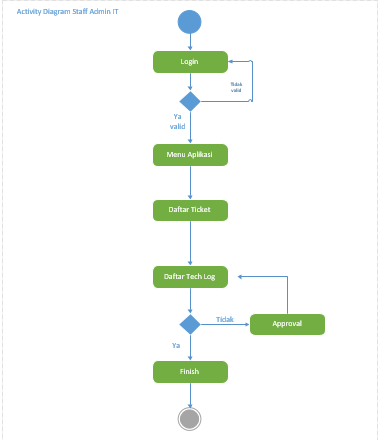 Activity Diagram Staff Admin IT
Login
Tidak
valid
Ya
valid
Menu Aplikasi
Daftar Ticket
Daftar Tech Log
Tidak
Approval
Ya
Finish